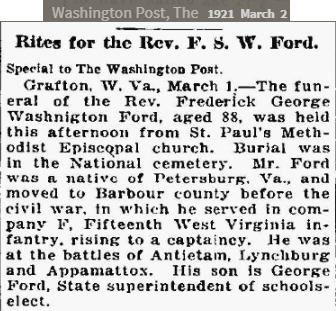 Washington Post, The 1921 March 2
Rites for the Rev. F. S. W. Ford.
Special to The Washington Post.
Grafton, W. Va., March 1.—The fun-
eral of the Rev. Frederick George
Washnigton Ford, aged 88, was held
this afternoon from St. Paul's Meth-
odist Episcopal church. Burial was
in the National cemetery. Mr. Ford
was a native of Petersburg, Va., and
moved to Barbour county before the
civil war, in which he served in com-
pany F, Fifteenth West Virginia in-
fantry, rising to a captaincy. He was
at the battles of Antietam, Lynchburg
and Appamattox. His son is George
Ford, State superintendent of schools-
elect.